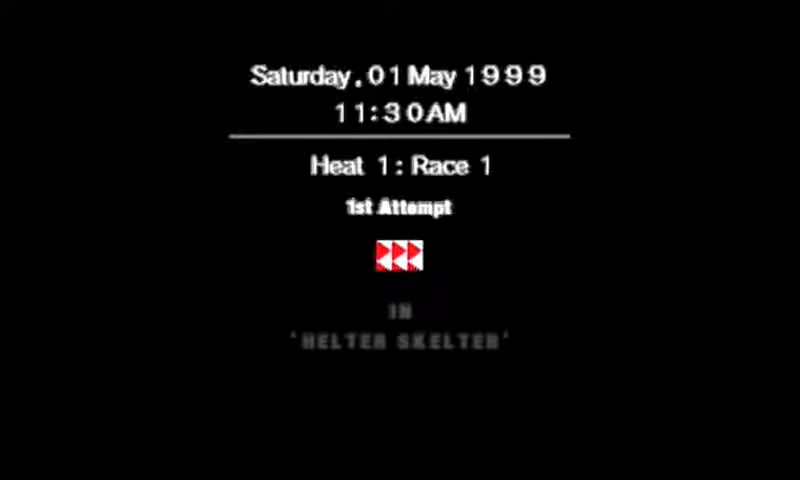 Saturday, 01 May 1999
11:30AM
Heat 1: Race 1
1st Attempt
IN
'HELTER SKELTER'